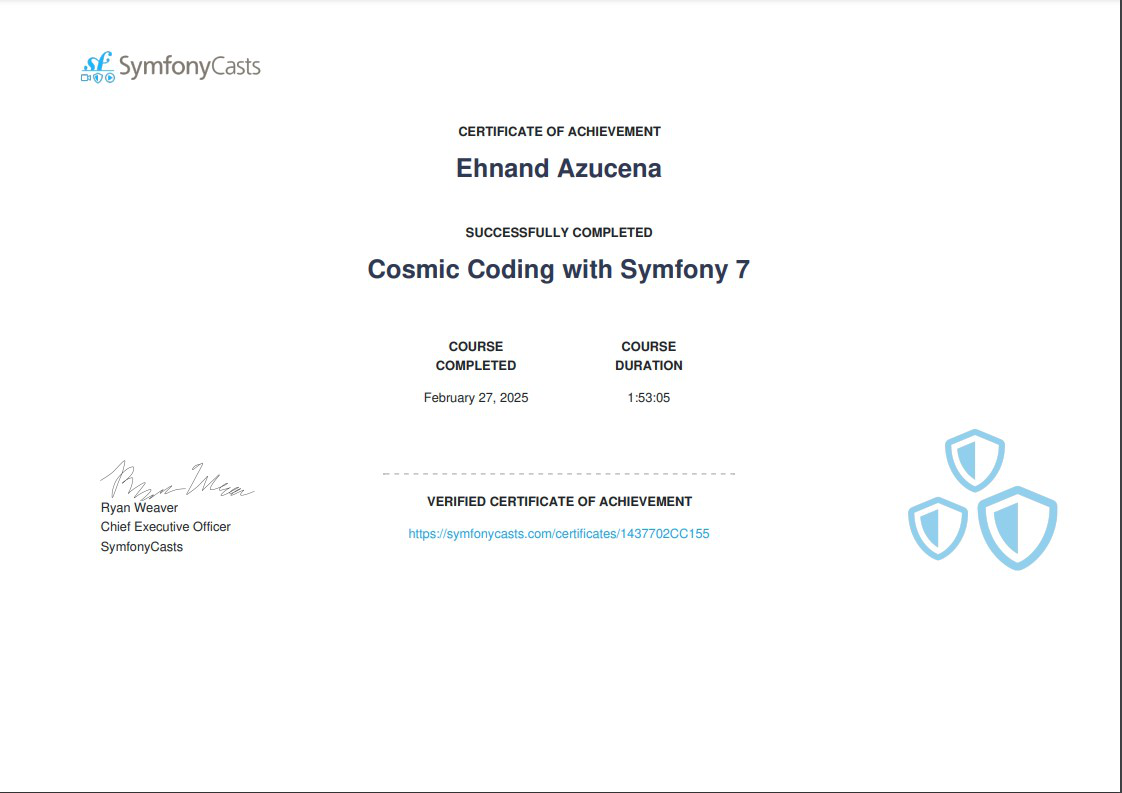 SymfonyCasts
CERTIFICATE OF ACHIEVEMENT
Ehnand Azucena
SUCCESSFULLY COMPLETED
Cosmic Coding with Symfony 7
COURSE
COMPLETED
February 27, 2025
COURSE
DURATION
1:53:05
Ryan Weaver
Ryan Weaver
Chief Executive Officer
SymfonyCasts
VERIFIED CERTIFICATE OF ACHIEVEMENT
https://symfonycasts.com/certificates/1437702CC155